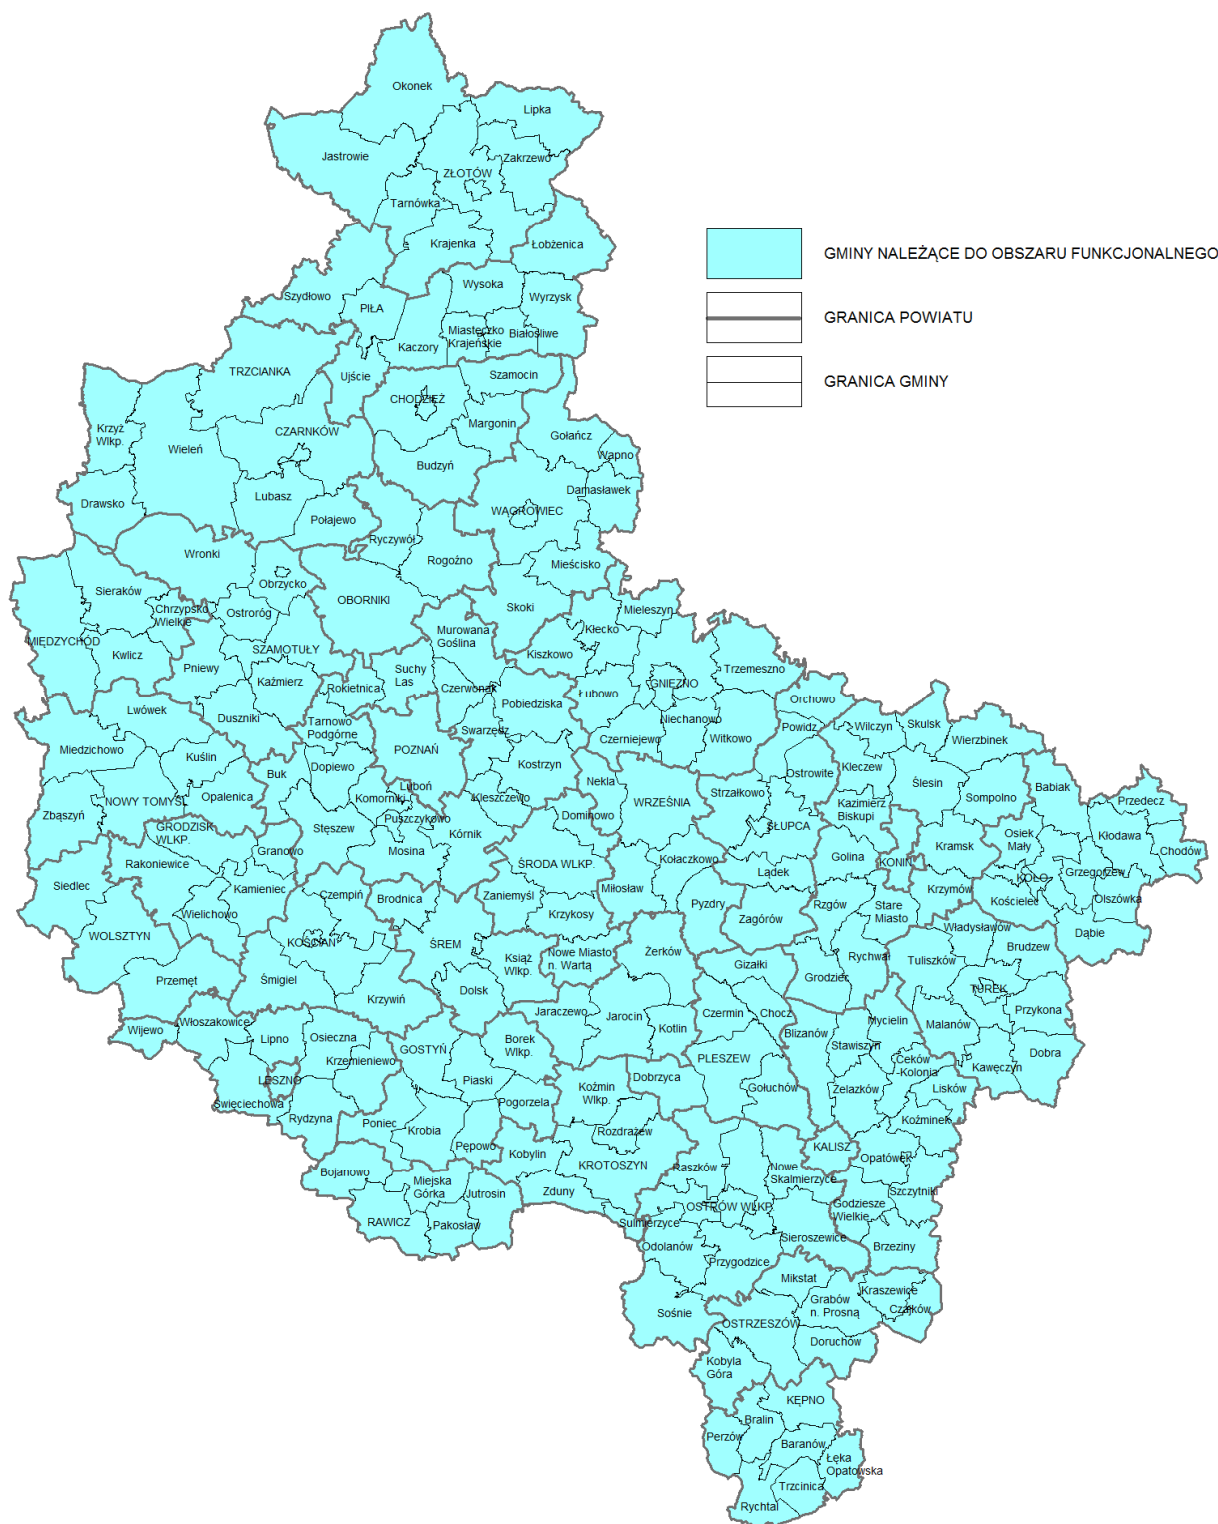 Okonek
Lipka
Jastrowie
Zakrzewo
ZŁOTÓW
Tarnówka
Krajenka
Łobżenica
GMINY NALEŻĄCE DO OBSZARU FUNKCJONALNEGO
Szydłowo
Wysoka
Wyrzysk
PIŁA
GRANICA POWIATU
Miasteczko
Krajeńskie
Białośliwe
Kaczory
TRZCIANKA
Ujście
Szamocin
GRANICA GMINY
CHODZIEŻ
Krzyż
Wlkp.
Wieleń
CZARNKÓW
Margonin
Gołańcz
Wapno
Budzyń
Drawsko
Lubasz
Damasławek
Połajewo
WĄGROWIEC
Ryczywół
Wronki
Rogoźno
Mieścisko
Sieraków
Obrzycko
OBORNIKI
Chrzypsko
Wielkie
Ostroróg
Skoki
Mieleszyn
MIĘDZYCHÓD
Kwilcz
SZAMOTUŁY
Murowana
Goślina
Kłecko
Kiszkowo
Pniewy
Kaźmierz
Rokietnica
Suchy
Las
Czerwonak
Trzemeszno
Łubowo
GNIEZNO
Pobiedziska
Orchowo
Lwówek
Duszniki
Tarnowo
Podgórne
Swarzędz
Niechanowo
Czerniejewo
Witkowo
Powidz
Wilczyn
Skulsk
Wierzbinek
Miedzichowo
Kuślin
Buk
Dopiewo
POZNAŃ
Kostrzyn
Nekla
Ostrowite
Kleczew
Ślesin
Babiak
NOWY TOMYŚL
Opalenica
Luboń
Komorniki
Kleszczewo
WRZEŚNIA
Strzałkowo
Kazimierz
Biskupi
Sompolno
Przedecz
Zbąszyń
Puszczykowo
Dominowo
SŁUPCA
GRODZISK
WLKP.
Stęszew
Kórnik
Osiek
Mały
Kłodawa
Rakoniewice
Granowo
Mosina
ŚRODA WLKP.
Kołaczkowo
Golina
KONIN
Kramsk
Chodów
Siedlec
Kamieniec
Lądek
Grzegorzew
KOŁO
Czempiń
Brodnica
Zaniemyśl
Miłosław
Krzymów
Kościelec
Olszówka
Wielichowo
Krzykosy
Pyzdry
Zagórów
Rzgów
Stare
Miasto
WOLSZTYN
KOŚCIAN
ŚREM
Władysławów
Dąbie
Książ
Wlkp.
Nowe Miasto
n. Wartą
Żerków
Gizałki
Rychwał
Tuliszków
Brudzew
Przemęt
Śmigiel
Grodziec
Dolsk
TUREK
Krzywiń
Jaraczewo
Jarocin
Czermin
Chocz
Przykona
Wijewo
Włoszakowice
Kotlin
Blizanów
Mycielin
Malanów
Lipno
Osieczna
GOSTYŃ
Borek
Wlkp.
Stawiszyn
Krzemieniewo
PLESZEW
Ceków
-Kolonia
Dobra
Kawęczyn
LESZNO
Piaski
Koźmin
Wlkp.
Dobrzyca
Gołuchów
Żelazków
Lisków
Święciechowa
Pogorzela
Rydzyna
Poniec
Krobia
Rozdrażew
Koźminek
Pępowo
Kobylin
KALISZ
Opatówek
Bojanowo
KROTOSZYN
Raszków
Nowe
Skalmierzyce
Miejska
Górka
Jutrosin
Zduny
Szczytniki
RAWICZ
Pakosław
Sulmierzyce
OSTRÓW WLKP.
Godziesze
Wielkie
Sieroszewice
Odolanów
Brzeziny
Przygodzice
Mikstat
Kraszewice
Sośnie
Grabów
n. Prosną
Czajków
OSTRZESZÓW
Doruchów
Kobyla
Góra
KĘPNO
Bralin
Perzów
Baranów
Łęka
Opatowska
Trzcinica
Rychtal